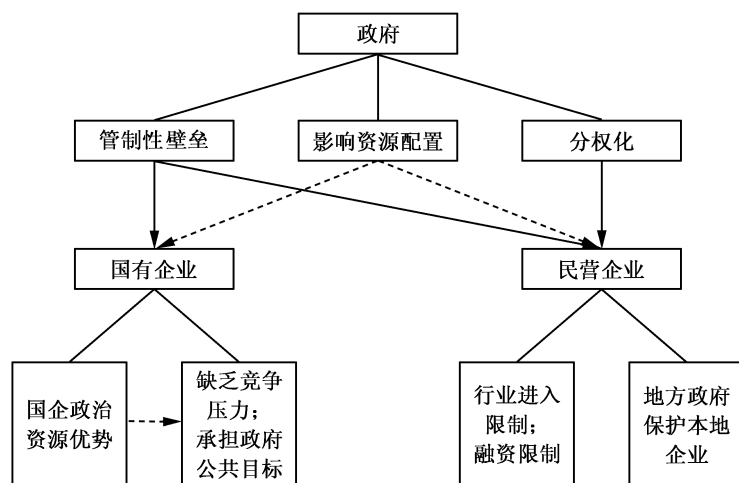 政府
管制性壁垒
影响资源配置
分权化
国有企业
民营企业
国企政治
资源优势
缺乏竞争
压力；
承担政府
公共目标
行业进入
限制；
融资限制
地方政府
保护本地
企业